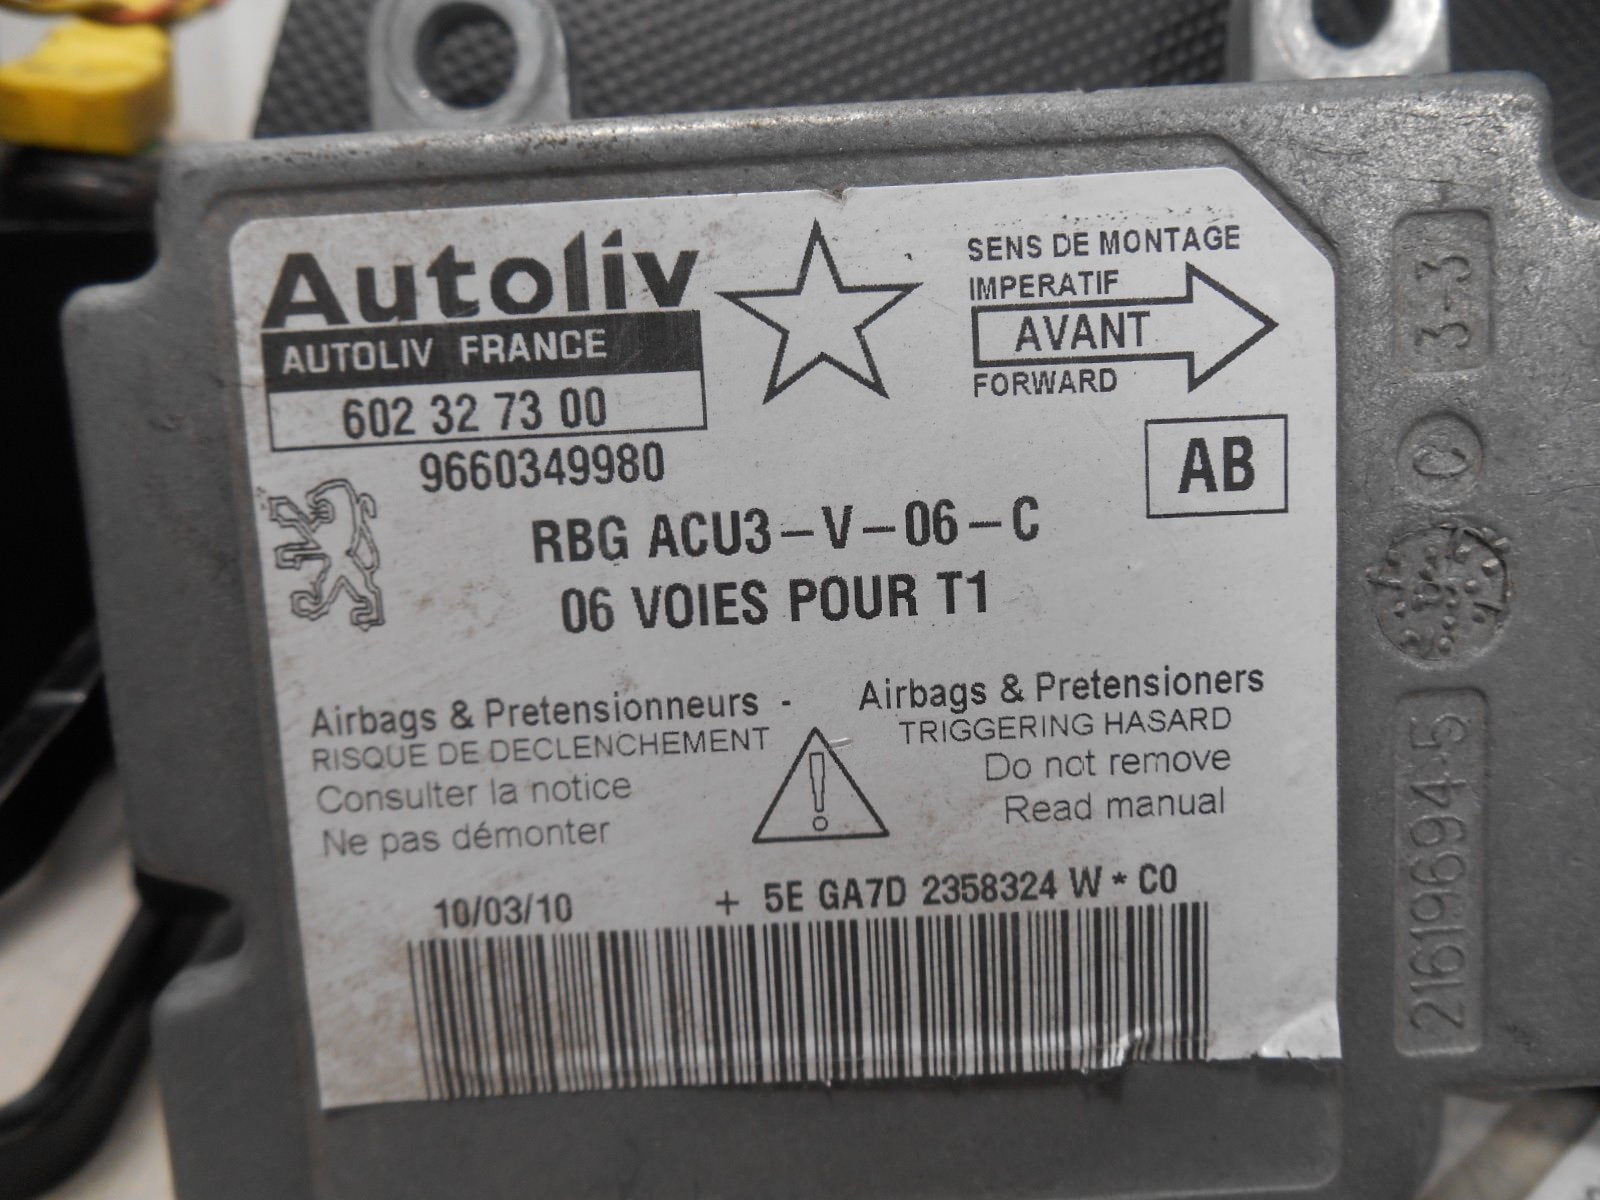 Autoliv
AUTOLIV FRANCE
602 32 73 00
9660349980
SENS DE MONTAGE
IMPERATIF
AVANT
FORWARD
AB
RBG ACU3-V-06-C
06 VOIES POUR T1
Airbags & Pretensionneurs -
RISQUE DE DECLENCHEMENT
Consulter la notice
Ne pas démonter
Airbags & Pretensioners
TRIGGERING HASARD
Do not remove
Read manual
10/03/10 + 5E GA7D 2358324 W * C0
3-3
C
21619694-5